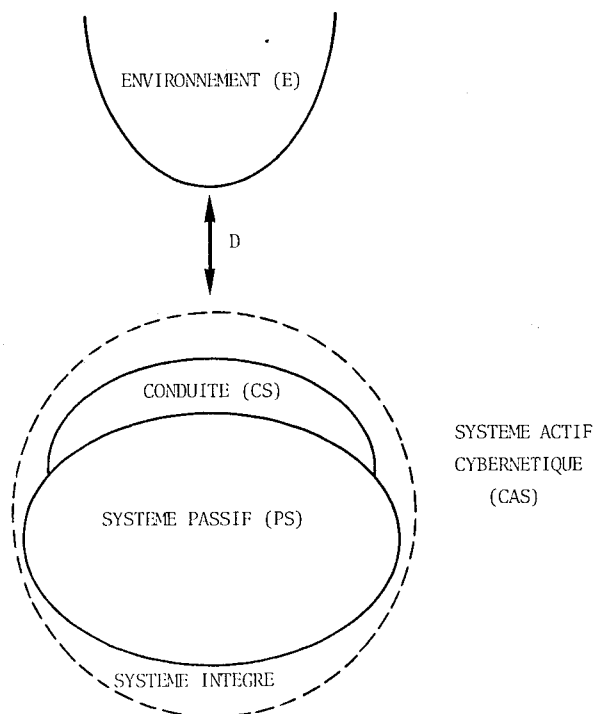 ENVIRONNEMENT (E)
D
CONDUITE (CS)
SYSTEME ACTIF
CYBERNETIQUE
(CAS)
SYSTEME PASSIF (PS)
SYSTEME INTEGRE